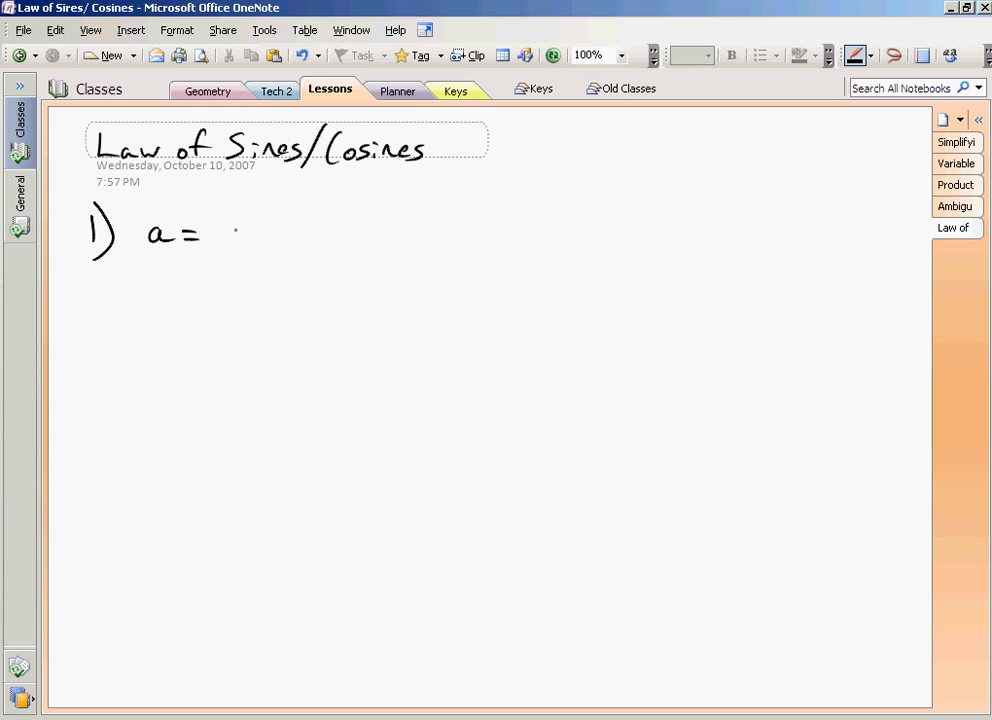 Law of Sires/ Cosines - Microsoft Office OneNote
File Edit View Insert Format Share Tools Table Window Help
New Task Tag Clip 100% B
Classes Geometry Tech 2 Lessons Planner Keys Keys Old Classes Search All Notebooks
Classes
General
Law of Sines/Cosines
Wednesday, October 10, 2007
7:57 PM
1) a =
Simplifyi
Variable
Product
Ambigu
Law of